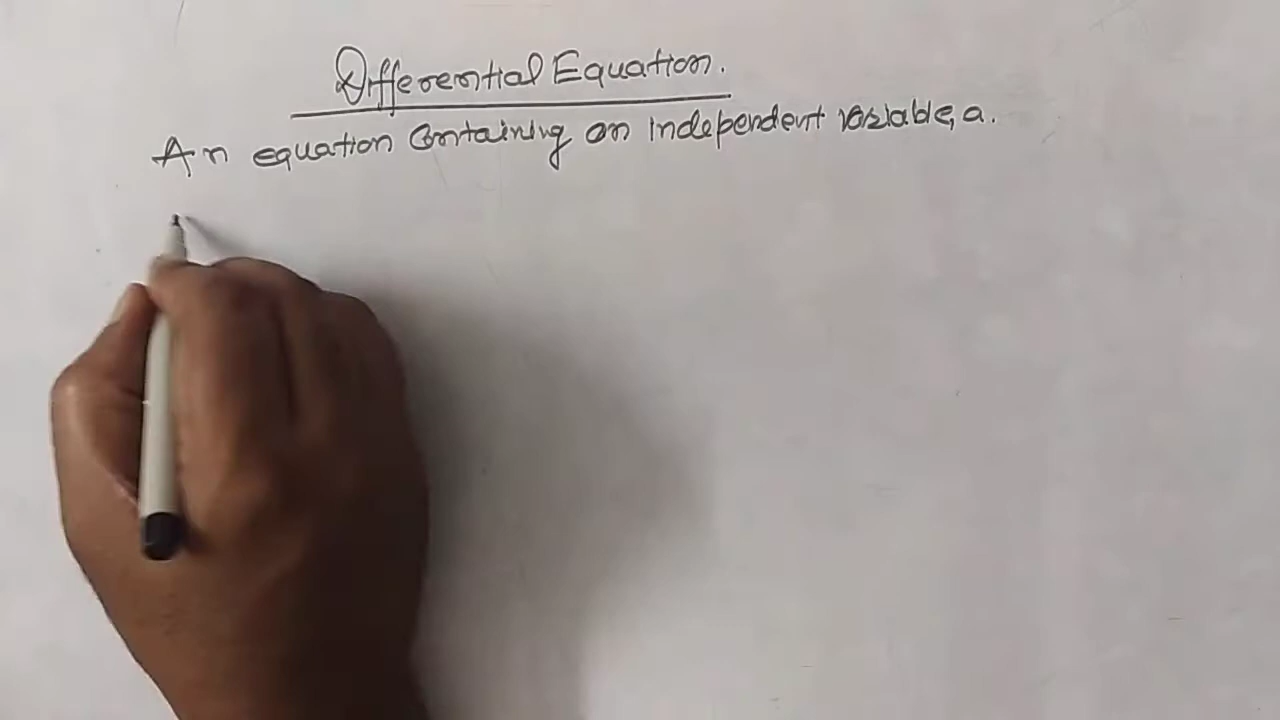 Differential Equation.
An equation containing an independent variable, a.